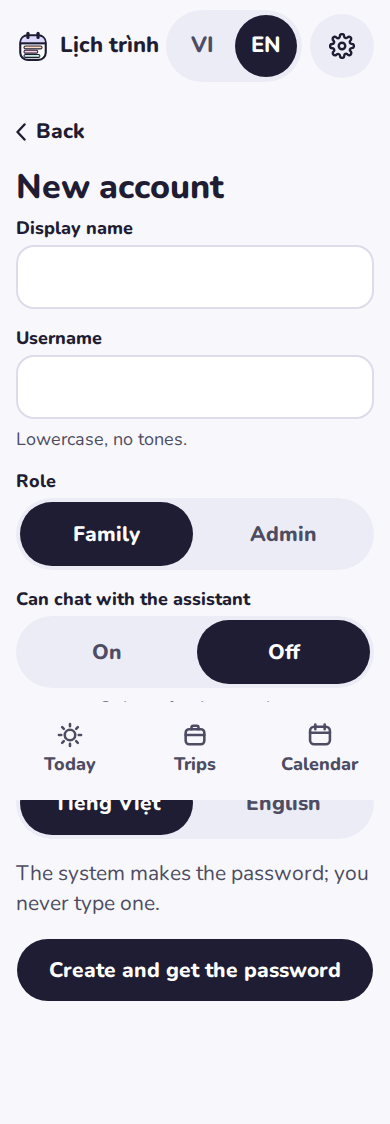 Lịch trình
VI
EN
Back
New account
Display name
Username
Lowercase, no tones.
Role
Family
Admin
Can chat with the assistant
On
Off
Today
Trips
Calendar
Tiếng Việt
English
The system makes the password; you
never type one.
Create and get the password